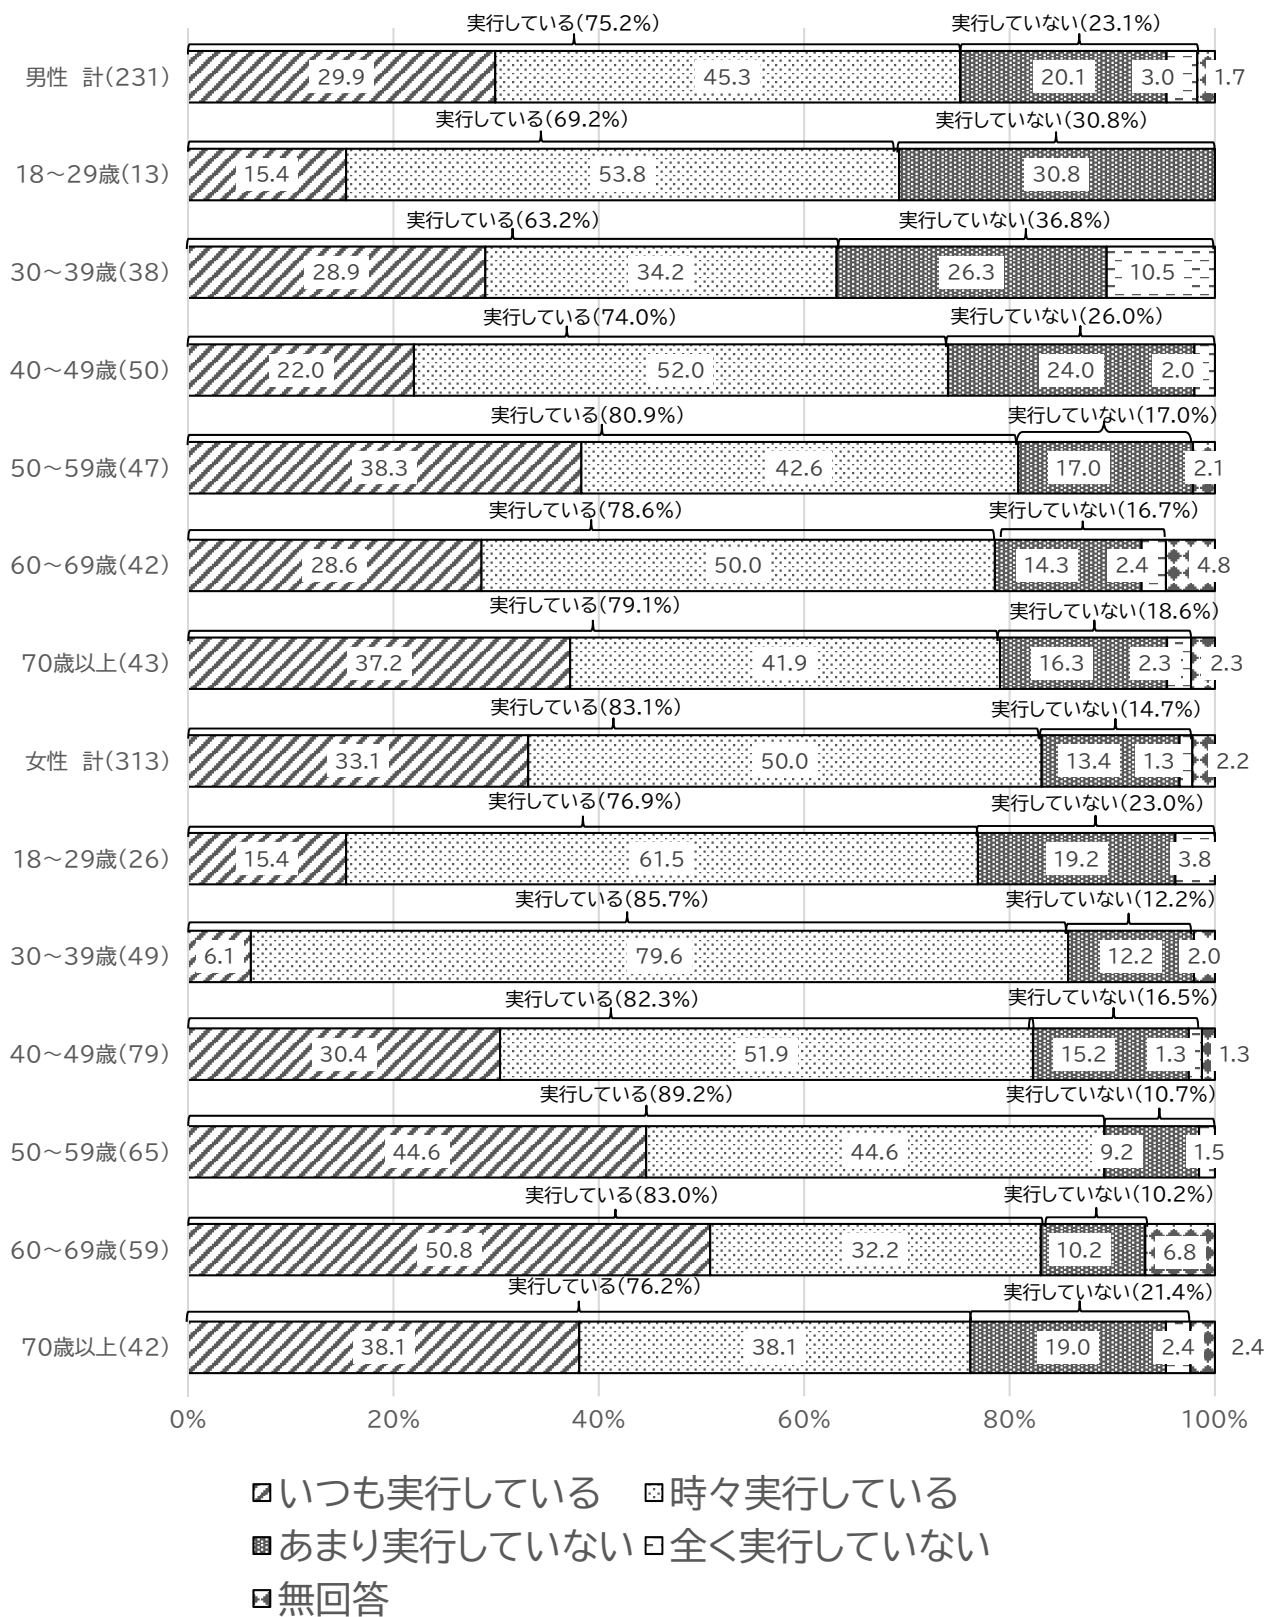 実行している(75.2%) 実行していない(23.1%)
男性 計(231) 29.9 45.3 20.1 3.0 1.7
実行している(69.2%) 実行していない(30.8%)
18～29歳(13) 15.4 53.8 30.8
実行している(63.2%) 実行していない(36.8%)
30～39歳(38) 28.9 34.2 26.3 10.5
実行している(74.0%) 実行していない(26.0%)
40～49歳(50) 22.0 52.0 24.0 2.0
実行している(80.9%) 実行していない(17.0%)
50～59歳(47) 38.3 42.6 17.0 2.1
実行している(78.6%) 実行していない(16.7%)
60～69歳(42) 28.6 50.0 14.3 2.4 4.8
実行している(79.1%) 実行していない(18.6%)
70歳以上(43) 37.2 41.9 16.3 2.3 2.3
実行している(83.1%) 実行していない(14.7%)
女性 計(313) 33.1 50.0 13.4 1.3 2.2
実行している(76.9%) 実行していない(23.0%)
18～29歳(26) 15.4 61.5 19.2 3.8
実行している(85.7%) 実行していない(12.2%)
30～39歳(49) 6.1 79.6 12.2 2.0
実行している(82.3%) 実行していない(16.5%)
40～49歳(79) 30.4 51.9 15.2 1.3 1.3
実行している(89.2%) 実行していない(10.7%)
50～59歳(65) 44.6 44.6 9.2 1.5
実行している(83.0%) 実行していない(10.2%)
60～69歳(59) 50.8 32.2 10.2 6.8
実行している(76.2%) 実行していない(21.4%)
70歳以上(42) 38.1 38.1 19.0 2.4 2.4
0% 20% 40% 60% 80% 100%
いつも実行している 時々実行している
あまり実行していない 全く実行していない
無回答